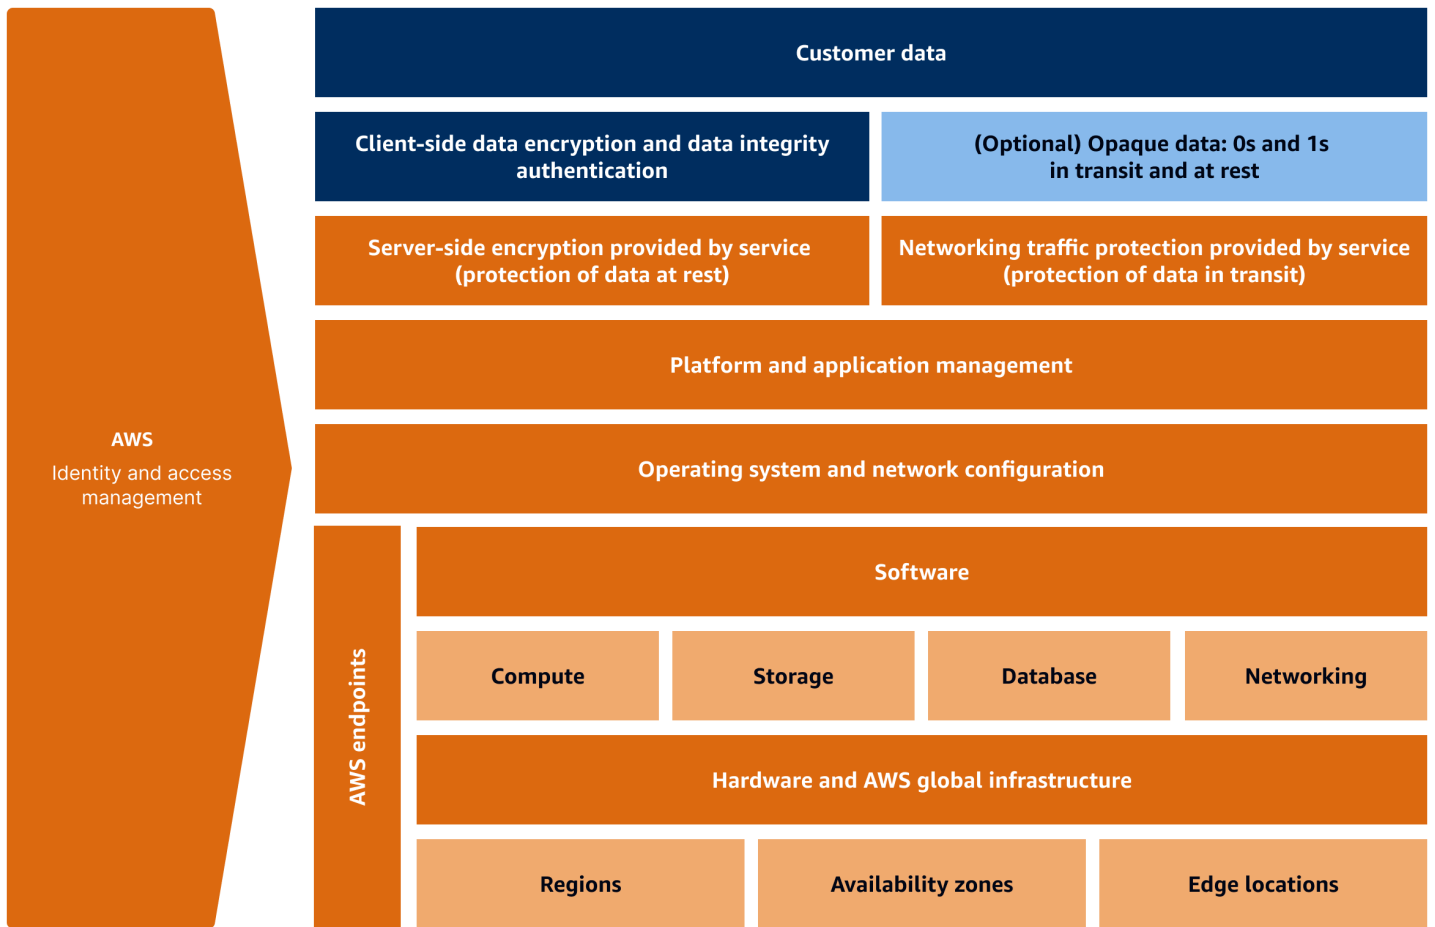 Customer data
Client-side data encryption and data integrity
authentication
(Optional) Opaque data: 0s and 1s
in transit and at rest
Server-side encryption provided by service
(protection of data at rest)
Networking traffic protection provided by service
(protection of data in transit)
Platform and application management
AWS
Identity and access
management
Operating system and network configuration
AWS endpoints
Software
Compute
Storage
Database
Networking
Hardware and AWS global infrastructure
Regions
Availability zones
Edge locations